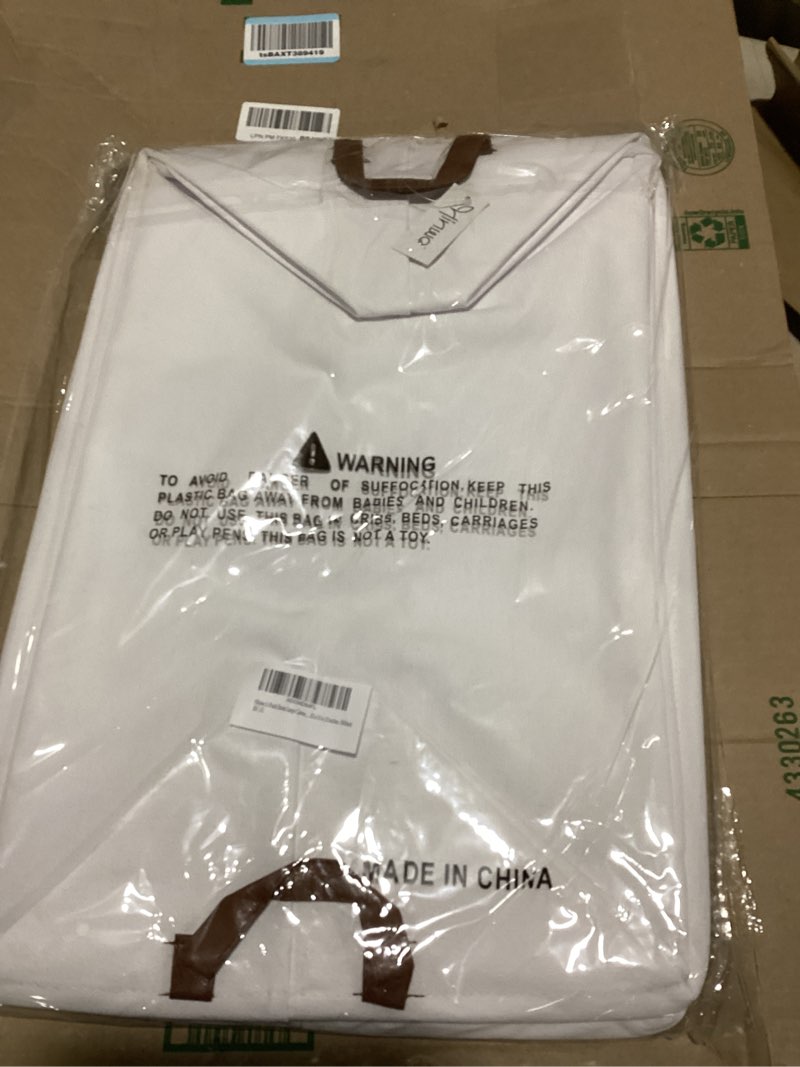 tsBAXT389419
WARNING
TO AVOID DANGER OF SUFFOCATION, KEEP THIS
PLASTIC BAG AWAY FROM BABIES AND CHILDREN.
DO NOT USE THIS BAG IN CRIBS, BEDS, CARRIAGES
OR PLAY PENS. THIS BAG IS NOT A TOY.
MADE IN CHINA
4330263